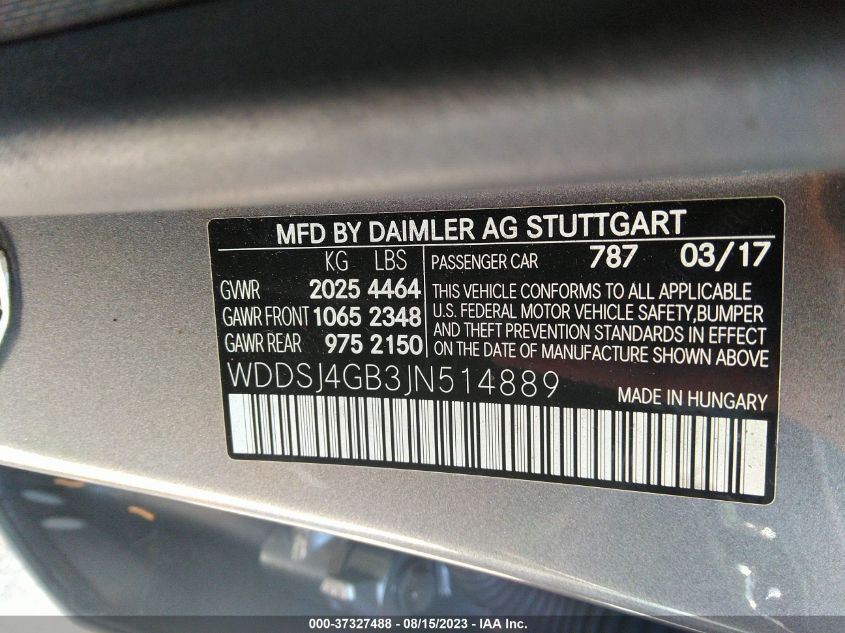 MFD BY DAIMLER AG STUTTGART
KG LBS
GVWR 2025 4464
GAWR FRONT 1065 2348
GAWR REAR 975 2150
PASSENGER CAR 787 03/17
THIS VEHICLE CONFORMS TO ALL APPLICABLE
U.S. FEDERAL MOTOR VEHICLE SAFETY,BUMPER
AND THEFT PREVENTION STANDARDS IN EFFECT
ON THE DATE OF MANUFACTURE SHOWN ABOVE
WDDSJ4GB3JN514889
MADE IN HUNGARY
000-37327488 - 08/15/2023 - IAA Inc.